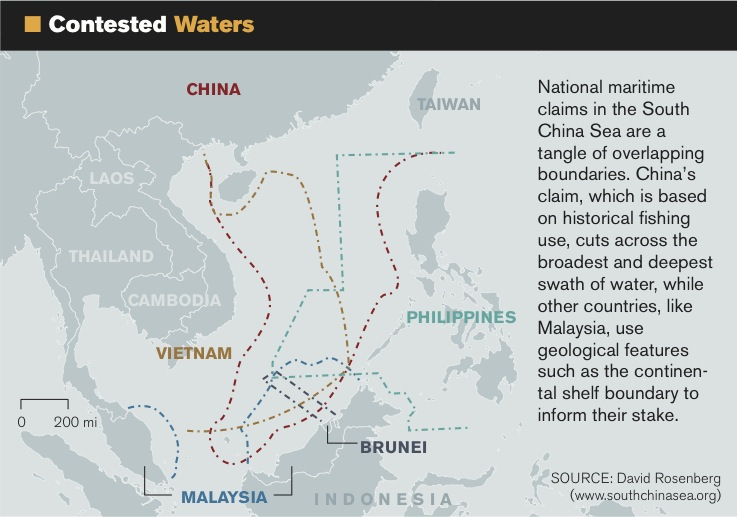 Contested Waters
CHINA
TAIWAN
LAOS
THAILAND
CAMBODIA
VIETNAM
PHILIPPINES
0 200 mi
BRUNEI
MALAYSIA
INDONESIA
National maritime
claims in the South
China Sea are a
tangle of overlapping
boundaries. China's
claim, which is based
on historical fishing
use, cuts across the
broadest and deepest
swath of water, while
other countries, like
Malaysia, use
geological features
such as the continen-
tal shelf boundary to
inform their stake.
SOURCE: David Rosenberg
(www.southchinasea.org)